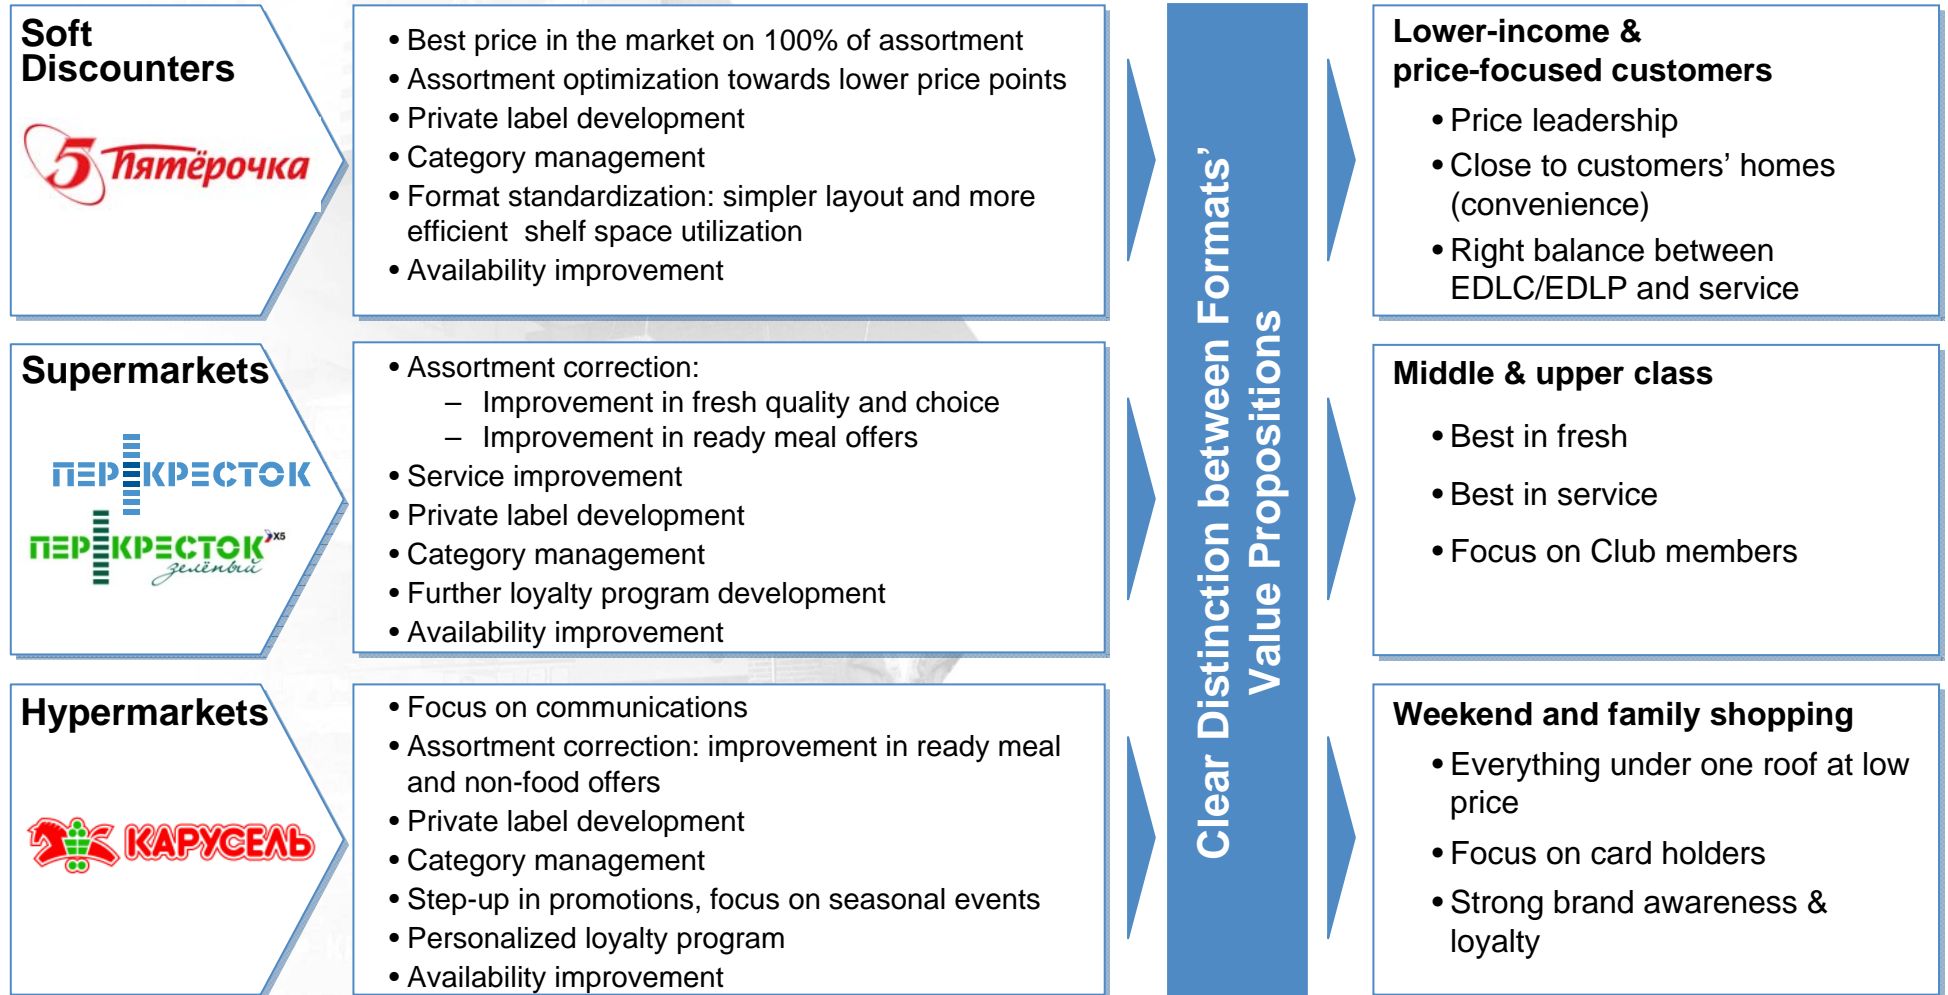 Soft
Discounters
5 Пятёрочка
• Best price in the market on 100% of assortment
• Assortment optimization towards lower price points
• Private label development
• Category management
• Format standardization: simpler layout and more
efficient shelf space utilization
• Availability improvement
Lower-income &
price-focused customers
• Price leadership
• Close to customers’ homes
(convenience)
• Right balance between
EDLC/EDLP and service
Clear Distinction between Formats’
Value Propositions
Supermarkets
ПЕРЕКРЕСТОК
ПЕРЕКРЕСТОК X5
зелёный
• Assortment correction:
– Improvement in fresh quality and choice
– Improvement in ready meal offers
• Service improvement
• Private label development
• Category management
• Further loyalty program development
• Availability improvement
Middle & upper class
• Best in fresh
• Best in service
• Focus on Club members
Hypermarkets
КАРУСЕЛЬ
• Focus on communications
• Assortment correction: improvement in ready meal
and non-food offers
• Private label development
• Category management
• Step-up in promotions, focus on seasonal events
• Personalized loyalty program
• Availability improvement
Weekend and family shopping
• Everything under one roof at low
price
• Focus on card holders
• Strong brand awareness &
loyalty